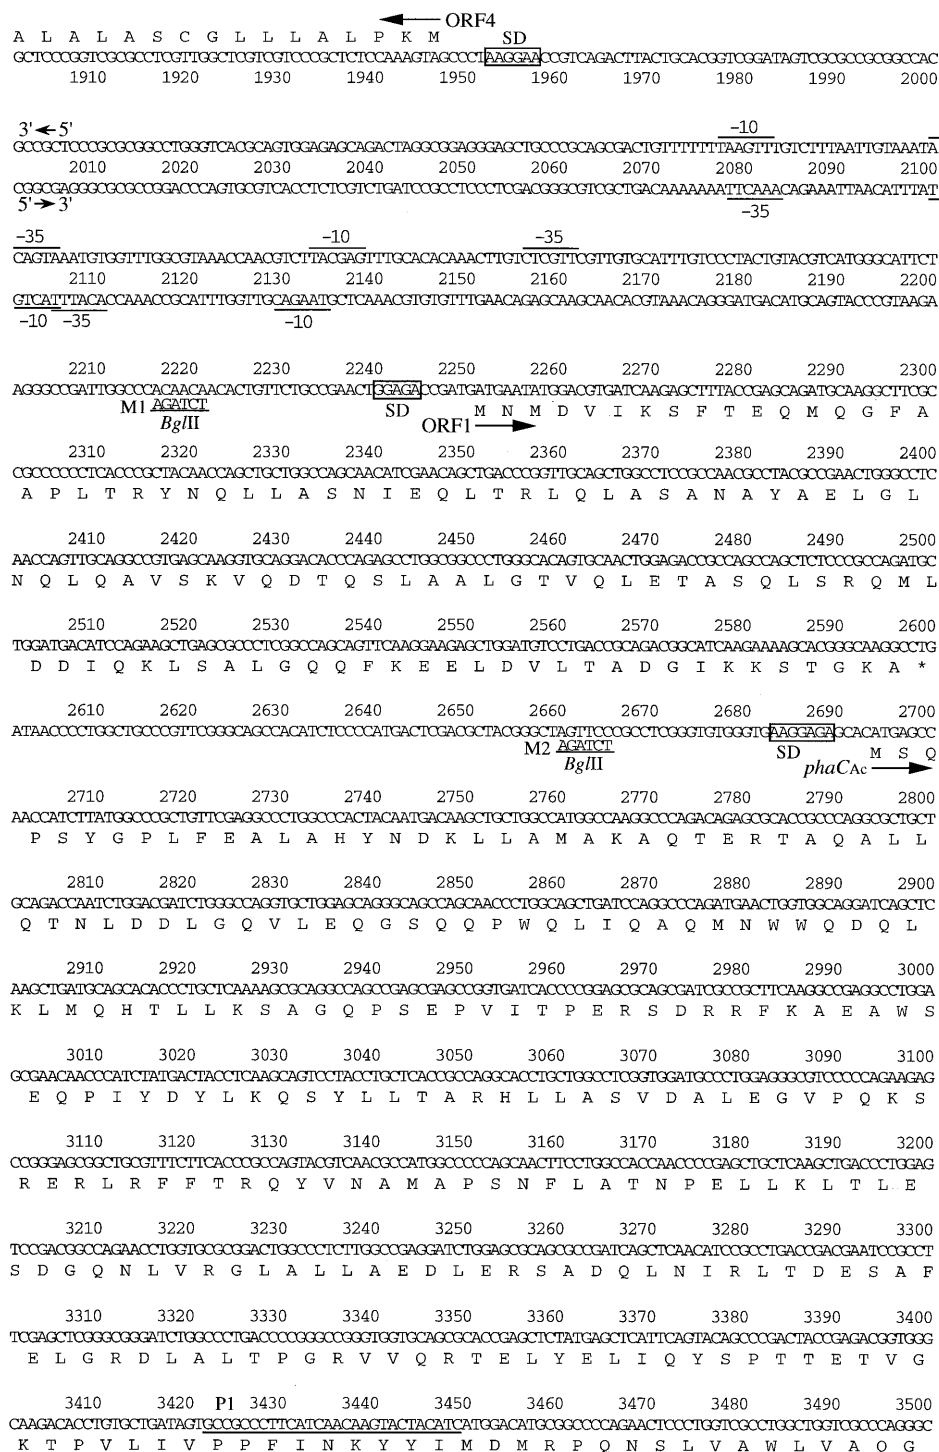 ← ORF4
A L A L A S C G L L L A L P K M SD
GCTCCCGGTCGCGCCTCGTTGGCTCGTCGTCCCGCTCTCCAAAGTAGCCCTAAGGAACCGTCAGACTTACTGCACGGTCGGATAGTCGCGCCGCGGCCAC
1910 1920 1930 1940 1950 1960 1970 1980 1990 2000
3' ← 5' −10
GCCGCTCCCGCGCGGCCTGGGTCACGCAGTGGAGAGCAGACTAGGCGGAGGGAGCTGCCCGCAGCGACTGTTTTTTTAAGTTTGTCTTTAATTGTAAATA
2010 2020 2030 2040 2050 2060 2070 2080 2090 2100
CGGCGAGGGCGCGCCGGACCCAGTGCGTCACCTCTCGTCTGATCCGCCTCCCTCGACGGGCGTCGCTGACAAAAAAATTCAAACAGAAATTAACATTTAT
5' → 3' −35
−35 −10 −35
CAGTAAATGTGGTTTGGCGTAAACCAACGTCTTACGAGTTTGCACACAAACTTGTCTCGTTCGTTGTGCATTTGTCCCTACTGTACGTCATGGGCATTCT
2110 2120 2130 2140 2150 2160 2170 2180 2190 2200
GTCATTTACACCAAACCGCATTTGGTTGCAGAATGCTCAAACGTGTGTTTGAACAGAGCAAGCAACACGTAAACAGGGATGACATGCAGTACCCGTAAGA
−10 −35 −10
2210 2220 2230 2240 2250 2260 2270 2280 2290 2300
AGGGCCGATTGGCCCACAACAACACTGTTCTGCCGAACTGGAGACCGATGATGAATATGGACGTGATCAAGAGCTTTACCGAGCAGATGCAAGGCTTCGC
M1 AGATCT SD M N M D V I K S F T E Q M Q G F A
BglII ORF1 →
2310 2320 2330 2340 2350 2360 2370 2380 2390 2400
CGCCCCCCTCACCCGCTACAACCAGCTGCTGGCCAGCAACATCGAACAGCTGACCCGGTTGCAGCTGGCCTCCGCCAACGCCTACGCCGAACTGGGCCTC
A P L T R Y N Q L L A S N I E Q L T R L Q L A S A N A Y A E L G L
2410 2420 2430 2440 2450 2460 2470 2480 2490 2500
AACCAGTTGCAGGCCGTGAGCAAGGTGCAGGACACCCAGAGCCTGGCGGCCCTGGGCACAGTGCAACTGGAGACCGCCAGCCAGCTCTCCCGCCAGATGC
N Q L Q A V S K V Q D T Q S L A A L G T V Q L E T A S Q L S R Q M L
2510 2520 2530 2540 2550 2560 2570 2580 2590 2600
TGGATGACATCCAGAAGCTGAGCGCCCTCGGCCAGCAGTTCAAGGAAGAGCTGGATGTCCTGACCGCAGACGGCATCAAGAAAAGCACGGGCAAGGCCTG
D D I Q K L S A L G Q Q F K E E L D V L T A D G I K K S T G K A *
2610 2620 2630 2640 2650 2660 2670 2680 2690 2700
ATAACCCCTGGCTGCCCGTTCGGGCAGCCACATCTCCCCATGACTCGACGCTACGGGCTAGTTCCCGCCTCGGGTGTGGGTGAAGGAGAGCACATGAGCC
M2 AGATCT SD M S Q
BglII phaCAc →
2710 2720 2730 2740 2750 2760 2770 2780 2790 2800
AACCATCTTATGGCCCGCTGTTCGAGGCCCTGGCCCACTACAATGACAAGCTGCTGGCCATGGCCAAGGCCCAGACAGAGCGCACCGCCCAGGCGCTGCT
P S Y G P L F E A L A H Y N D K L L A M A K A Q T E R T A Q A L L
2810 2820 2830 2840 2850 2860 2870 2880 2890 2900
GCAGACCAATCTGGACGATCTGGGCCAGGTGCTGGAGCAGGGCAGCCAGCAACCCTGGCAGCTGATCCAGGCCCAGATGAACTGGTGGCAGGATCAGCTC
Q T N L D D L G Q V L E Q G S Q Q P W Q L I Q A Q M N W W Q D Q L
2910 2920 2930 2940 2950 2960 2970 2980 2990 3000
AAGCTGATGCAGCACACCCTGCTCAAAAGCGCAGGCCAGCCGAGCGAGCCGGTGATCACCCCGGAGCGCAGCGATCGCCGCTTCAAGGCCGAGGCCTGGA
K L M Q H T L L K S A G Q P S E P V I T P E R S D R R F K A E A W S
3010 3020 3030 3040 3050 3060 3070 3080 3090 3100
GCGAACAACCCATCTATGACTACCTCAAGCAGTCCTACCTGCTCACCGCCAGGCACCTGCTGGCCTCGGTGGATGCCCTGGAGGGCGTCCCCCAGAAGAG
E Q P I Y D Y L K Q S Y L L T A R H L L A S V D A L E G V P Q K S
3110 3120 3130 3140 3150 3160 3170 3180 3190 3200
CCGGGAGCGGCTGCGTTTCTTCACCCGCCAGTACGTCAACGCCATGGCCCCCAGCAACTTCCTGGCCACCAACCCCGAGCTGCTCAAGCTGACCCTGGAG
R E R L R F F T R Q Y V N A M A P S N F L A T N P E L L K L T L E
3210 3220 3230 3240 3250 3260 3270 3280 3290 3300
TCCGACGGCCAGAACCTGGTGCGCGGACTGGCCCTCTTGGCCGAGGATCTGGAGCGCAGCGCCGATCAGCTCAACATCCGCCTGACCGACGAATCCGCCT
S D G Q N L V R G L A L L A E D L E R S A D Q L N I R L T D E S A F
3310 3320 3330 3340 3350 3360 3370 3380 3390 3400
TCGAGCTCGGGCGGGATCTGGCCCTGACCCCGGGCCGGGTGGTGCAGCGCACCGAGCTCTATGAGCTCATTCAGTACAGCCCGACTACCGAGACGGTGGG
E L G R D L A L T P G R V V Q R T E L Y E L I Q Y S P T T E T V G
3410 3420 P1 3430 3440 3450 3460 3470 3480 3490 3500
CAAGACACCTGTGCTGATAGTGCCGCCCTTCATCAACAAGTACTACATCATGGACATGCGGCCCCAGAACTCCCTGGTCGCCTGGCTGGTCGCCCAGGGC
K T P V L I V P P F I N K Y Y I M D M R P Q N S L V A W L V A Q G